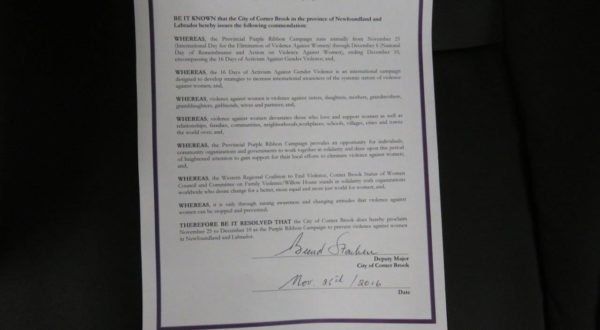 BE IT KNOWN that the City of Corner Brook in the province of Newfoundland and
Labrador hereby issues the following commendation.
WHEREAS, the Provincial Purple Ribbon Campaign runs annually from November 25
(International Day for the Elimination of Violence Against Women) through December 6 (National
Day of Remembrance and Action on Violence Against Women), ending December 10,
encompassing the 16 Days of Activism Against Gender Violence; and,
WHEREAS, the 16 Days of Activism Against Gender Violence is an international campaign
designed to develop strategies to increase international awareness of the systemic nature of violence
against women; and,
WHEREAS, violence against women is violence against sisters, daughters, mothers, grandmothers,
granddaughters, girlfriends, wives and partners; and,
WHEREAS, violence against women devastates those who love and support women as well as
relationships, families, communities, neighborhoods, workplaces, schools, villages, cities and towns
the world over; and,
WHEREAS, the Provincial Purple Ribbon Campaign provides an opportunity for individuals,
community organizations and governments to work together in solidarity and draw upon this period
of heightened attention to gain support for their local efforts to eliminate violence against women;
and,
WHEREAS, the Western Regional Coalition to End Violence, Corner Brook Status of Women
Council and Committee on Family Violence/Willow House stands in solidarity with organizations
worldwide who desire change for a better, more equal and more just world for women; and,
WHEREAS, it is only through raising awareness and changing attitudes that violence against
women can be stopped and prevented.
THEREFORE BE IT RESOLVED that the City of Corner Brook does hereby proclaim
November 25 to December 10 as the Purple Ribbon Campaign to prevent violence against women
in Newfoundland and Labrador.
Deputy Major
City of Corner Brook
Nov. /2016
Date